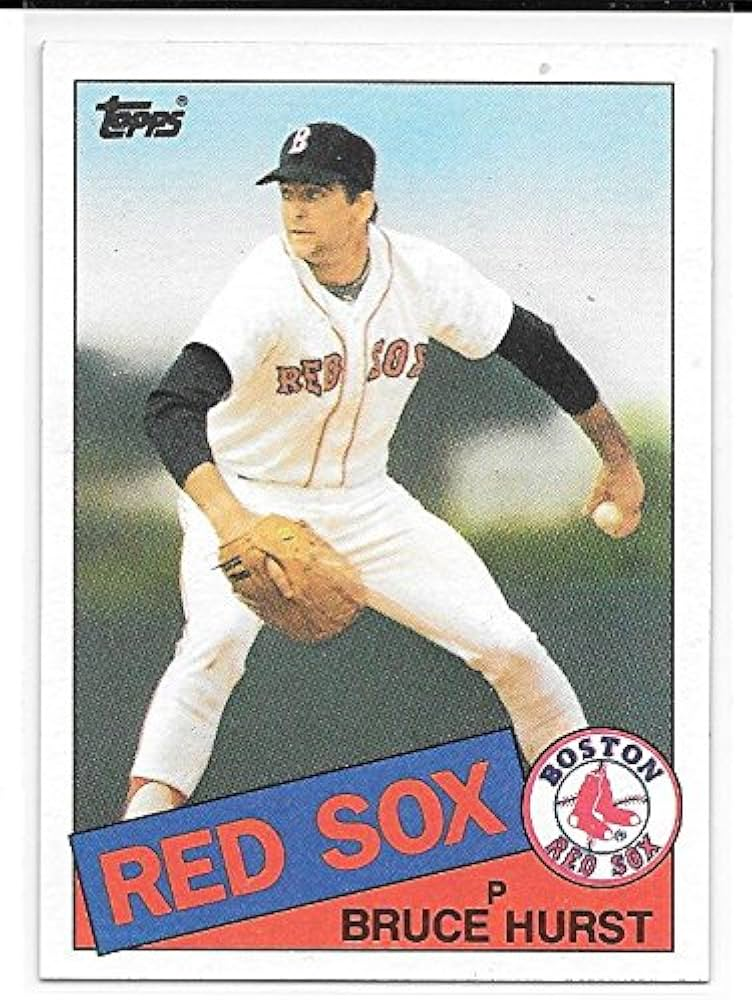 Topps®
B
RED SOX
BOSTON
RED SOX
®
RED SOX
P
BRUCE HURST